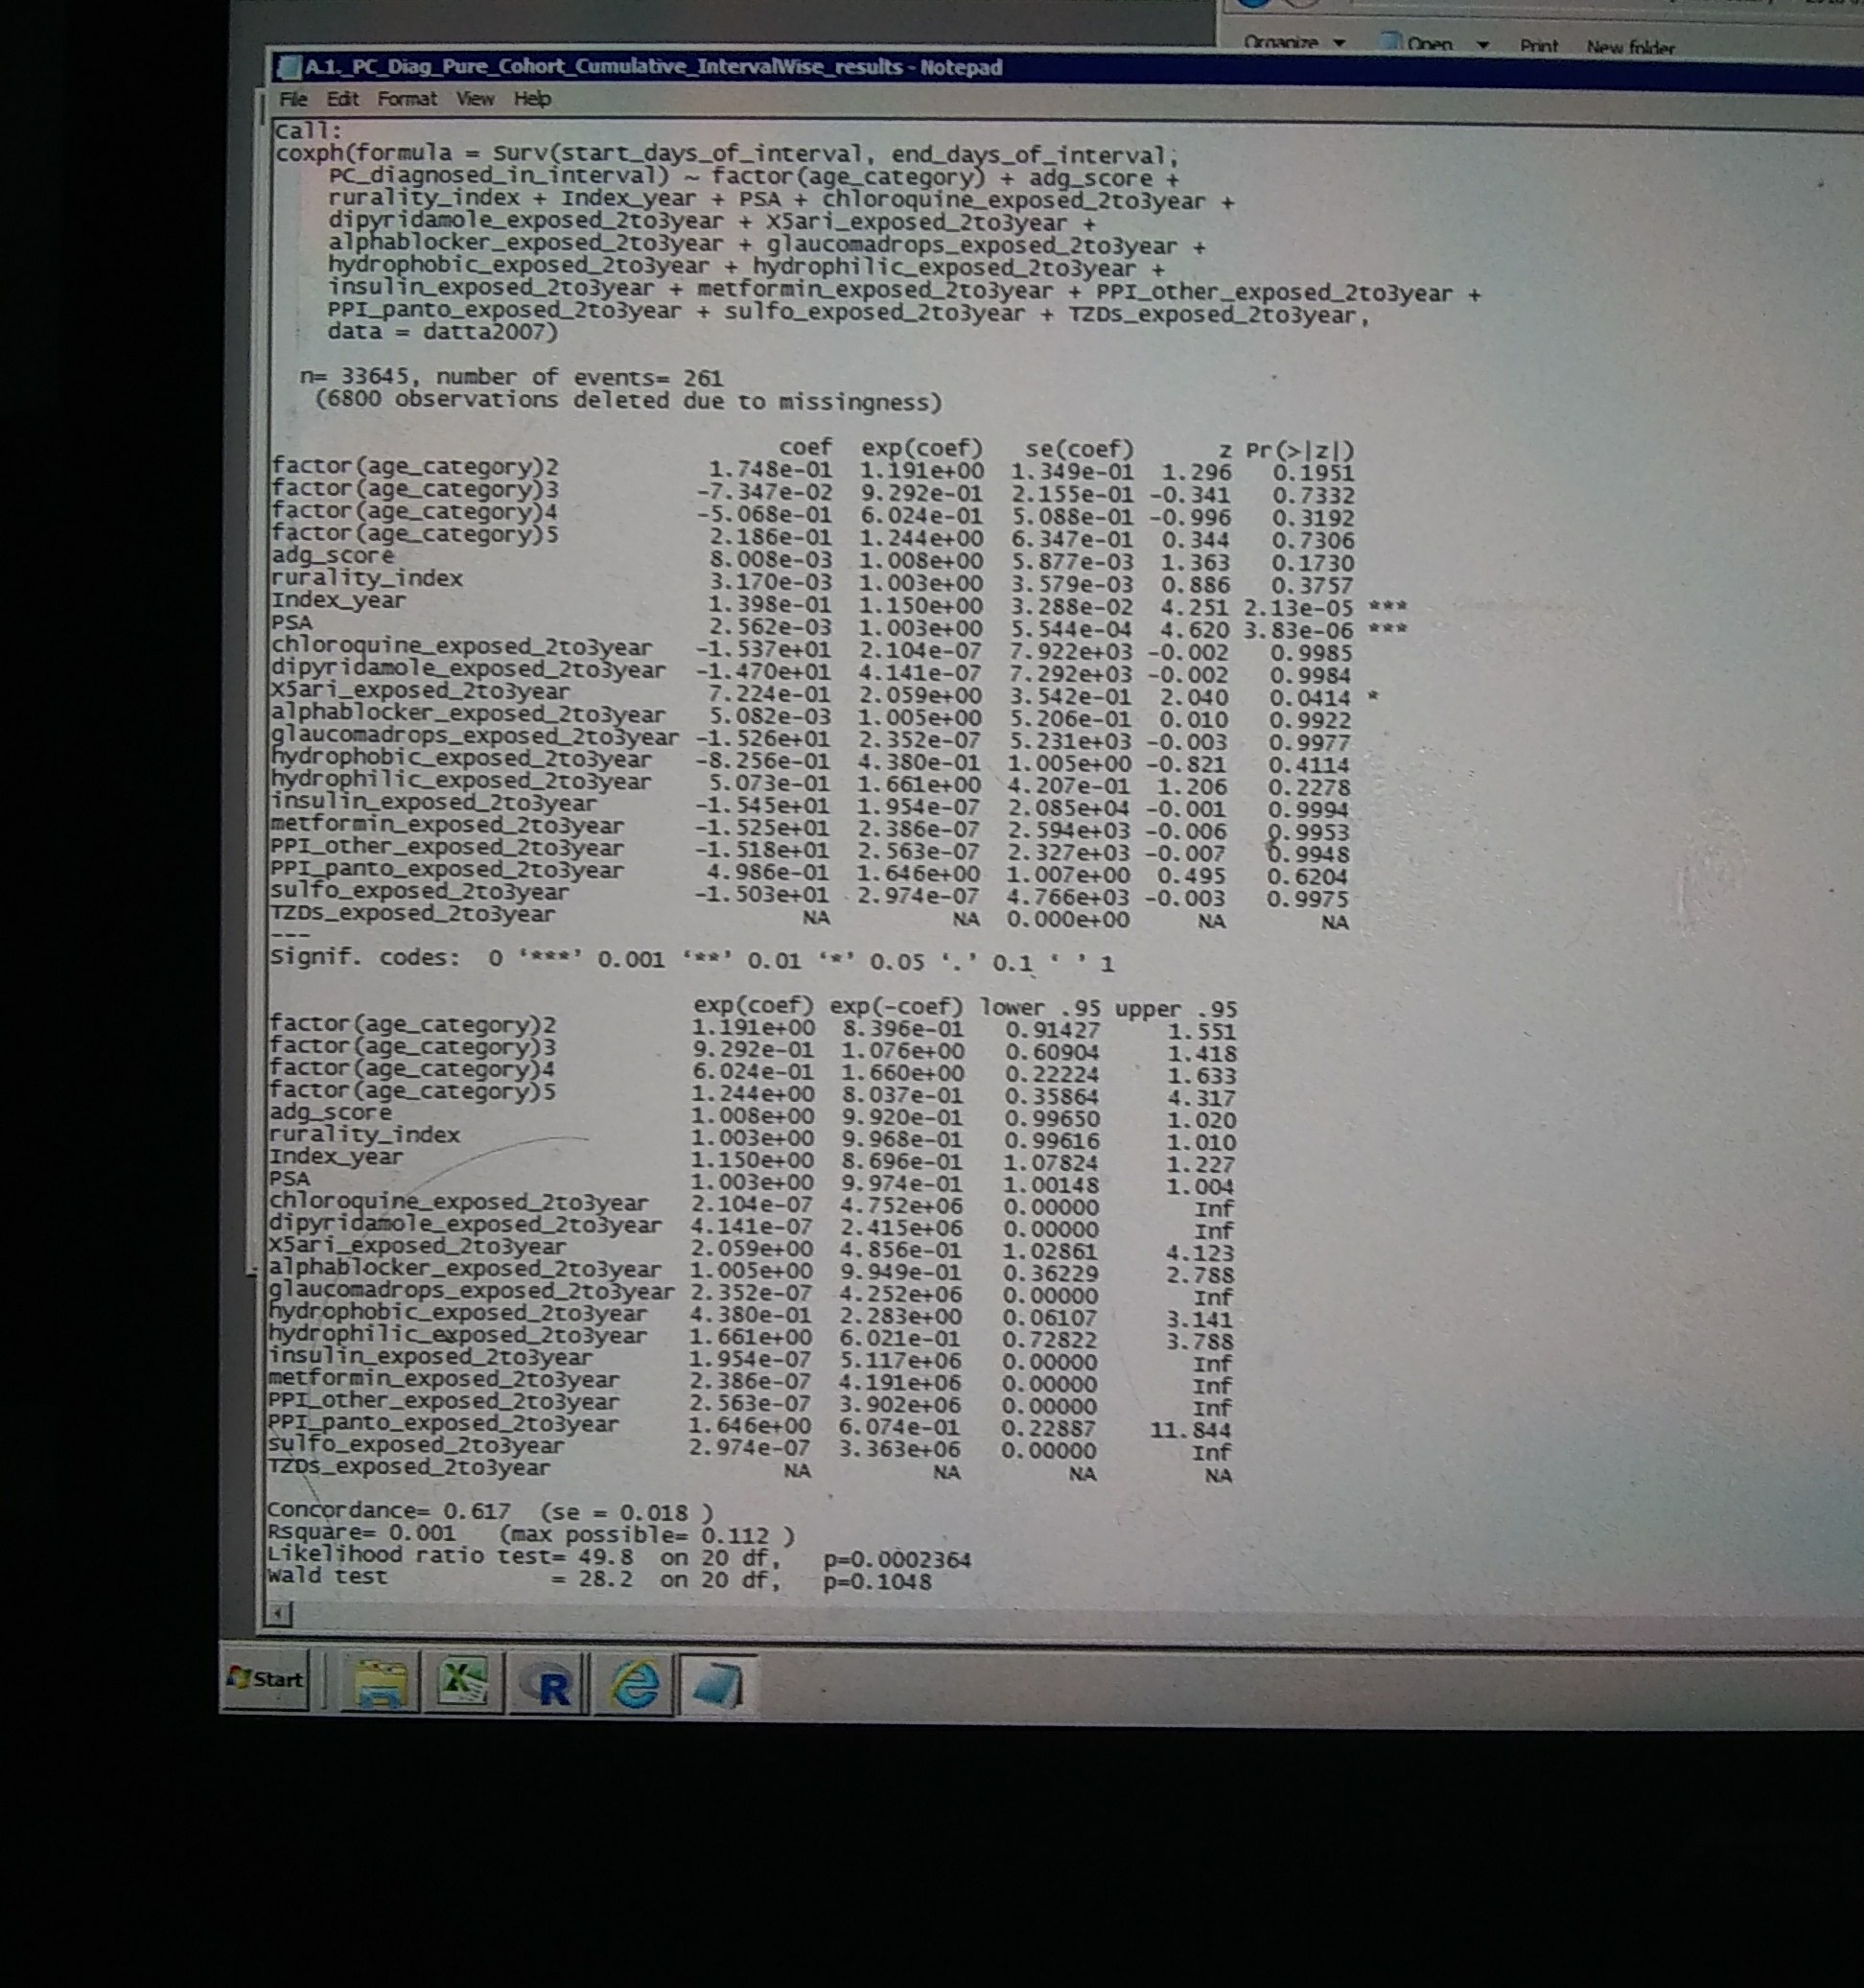 Organize Open Print New folder
A.1._PC_Diag_Pure_Cohort_Cumulative_IntervalWise_results - Notepad
File Edit Format View Help
Call:
coxph(formula = Surv(start_days_of_interval, end_days_of_interval,
PC_diagnosed_in_interval) ~ factor(age_category) + adg_score +
rurality_index + Index_year + PSA + chloroquine_exposed_2to3year +
dipyridamole_exposed_2to3year + X5ari_exposed_2to3year +
alphablocker_exposed_2to3year + glaucomadrops_exposed_2to3year +
hydrophobic_exposed_2to3year + hydrophilic_exposed_2to3year +
insulin_exposed_2to3year + metformin_exposed_2to3year + PPI_other_exposed_2to3year +
PPI_panto_exposed_2to3year + sulfo_exposed_2to3year + TZDs_exposed_2to3year,
data = datta2007)
n= 33645, number of events= 261
(6800 observations deleted due to missingness)
coef exp(coef) se(coef) z Pr(>|z|)
factor(age_category)2 1.748e-01 1.191e+00 1.349e-01 1.296 0.1951
factor(age_category)3 -7.347e-02 9.292e-01 2.155e-01 -0.341 0.7332
factor(age_category)4 -5.068e-01 6.024e-01 5.088e-01 -0.996 0.3192
factor(age_category)5 2.186e-01 1.244e+00 6.347e-01 0.344 0.7306
adg_score 8.008e-03 1.008e+00 5.877e-03 1.363 0.1730
rurality_index 3.170e-03 1.003e+00 3.579e-03 0.886 0.3757
Index_year 1.398e-01 1.150e+00 3.288e-02 4.251 2.13e-05 ***
PSA 2.562e-03 1.003e+00 5.544e-04 4.620 3.83e-06 ***
chloroquine_exposed_2to3year -1.537e+01 2.104e-07 7.922e+03 -0.002 0.9985
dipyridamole_exposed_2to3year -1.470e+01 4.141e-07 7.292e+03 -0.002 0.9984
X5ari_exposed_2to3year 7.224e-01 2.059e+00 3.542e-01 2.040 0.0414 *
alphablocker_exposed_2to3year 5.082e-03 1.005e+00 5.206e-01 0.010 0.9922
glaucomadrops_exposed_2to3year -1.526e+01 2.352e-07 5.231e+03 -0.003 0.9977
hydrophobic_exposed_2to3year -8.256e-01 4.380e-01 1.005e+00 -0.821 0.4114
hydrophilic_exposed_2to3year 5.073e-01 1.661e+00 4.207e-01 1.206 0.2278
insulin_exposed_2to3year -1.545e+01 1.954e-07 2.085e+04 -0.001 0.9994
metformin_exposed_2to3year -1.525e+01 2.386e-07 2.594e+03 -0.006 0.9953
PPI_other_exposed_2to3year -1.518e+01 2.563e-07 2.327e+03 -0.007 0.9948
PPI_panto_exposed_2to3year 4.986e-01 1.646e+00 1.007e+00 0.495 0.6204
sulfo_exposed_2to3year -1.503e+01 2.974e-07 4.766e+03 -0.003 0.9975
TZDs_exposed_2to3year NA NA 0.000e+00 NA NA
---
Signif. codes: 0 ‘***’ 0.001 ‘**’ 0.01 ‘*’ 0.05 ‘.’ 0.1 ‘ ’ 1
exp(coef) exp(-coef) lower .95 upper .95
factor(age_category)2 1.191e+00 8.396e-01 0.91427 1.551
factor(age_category)3 9.292e-01 1.076e+00 0.60904 1.418
factor(age_category)4 6.024e-01 1.660e+00 0.22224 1.633
factor(age_category)5 1.244e+00 8.037e-01 0.35864 4.317
adg_score 1.008e+00 9.920e-01 0.99650 1.020
rurality_index 1.003e+00 9.968e-01 0.99616 1.010
Index_year 1.150e+00 8.696e-01 1.07824 1.227
PSA 1.003e+00 9.974e-01 1.00148 1.004
chloroquine_exposed_2to3year 2.104e-07 4.752e+06 0.00000 Inf
dipyridamole_exposed_2to3year 4.141e-07 2.415e+06 0.00000 Inf
X5ari_exposed_2to3year 2.059e+00 4.856e-01 1.02861 4.123
alphablocker_exposed_2to3year 1.005e+00 9.949e-01 0.36229 2.788
glaucomadrops_exposed_2to3year 2.352e-07 4.252e+06 0.00000 Inf
hydrophobic_exposed_2to3year 4.380e-01 2.283e+00 0.06107 3.141
hydrophilic_exposed_2to3year 1.661e+00 6.021e-01 0.72822 3.788
insulin_exposed_2to3year 1.954e-07 5.117e+06 0.00000 Inf
metformin_exposed_2to3year 2.386e-07 4.191e+06 0.00000 Inf
PPI_other_exposed_2to3year 2.563e-07 3.902e+06 0.00000 Inf
PPI_panto_exposed_2to3year 1.646e+00 6.074e-01 0.22887 11.844
sulfo_exposed_2to3year 2.974e-07 3.363e+06 0.00000 Inf
TZDs_exposed_2to3year NA NA NA NA
Concordance= 0.617 (se = 0.018 )
Rsquare= 0.001 (max possible= 0.112 )
Likelihood ratio test= 49.8 on 20 df, p=0.0002364
Wald test = 28.2 on 20 df, p=0.1048
Start